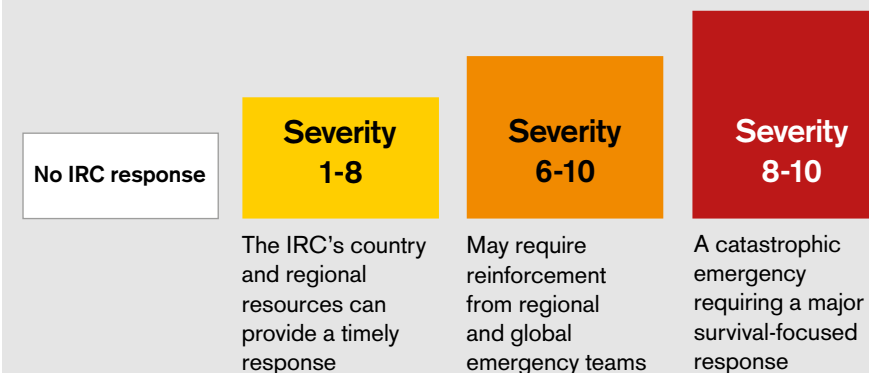 No IRC response
Severity
1-8
The IRC's country
and regional
resources can
provide a timely
response
Severity
6-10
May require
reinforcement
from regional
and global
emergency teams
Severity
8-10
A catastrophic
emergency
requiring a major
survival-focused
response